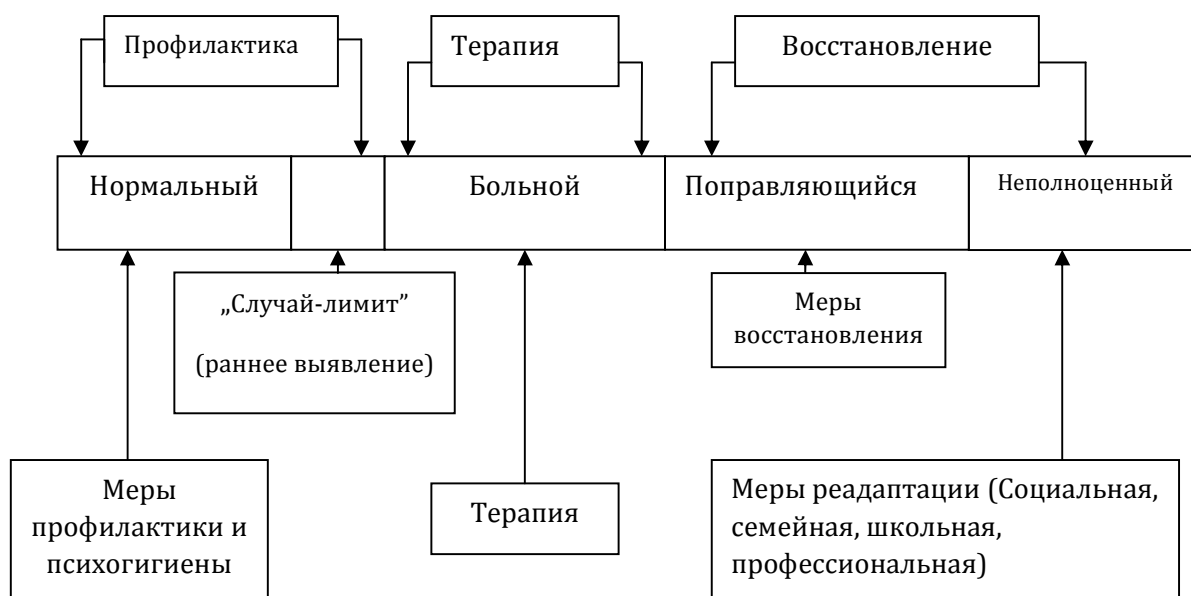 Профилактика
Терапия
Восстановление
Нормальный
Больной
Поправляющийся
Неполноценный
„Случай-лимит”
(раннее выявление)
Меры
восстановления
Меры
профилактики и
психогигиены
Терапия
Меры реадаптации (Социальная,
семейная, школьная,
профессиональная)